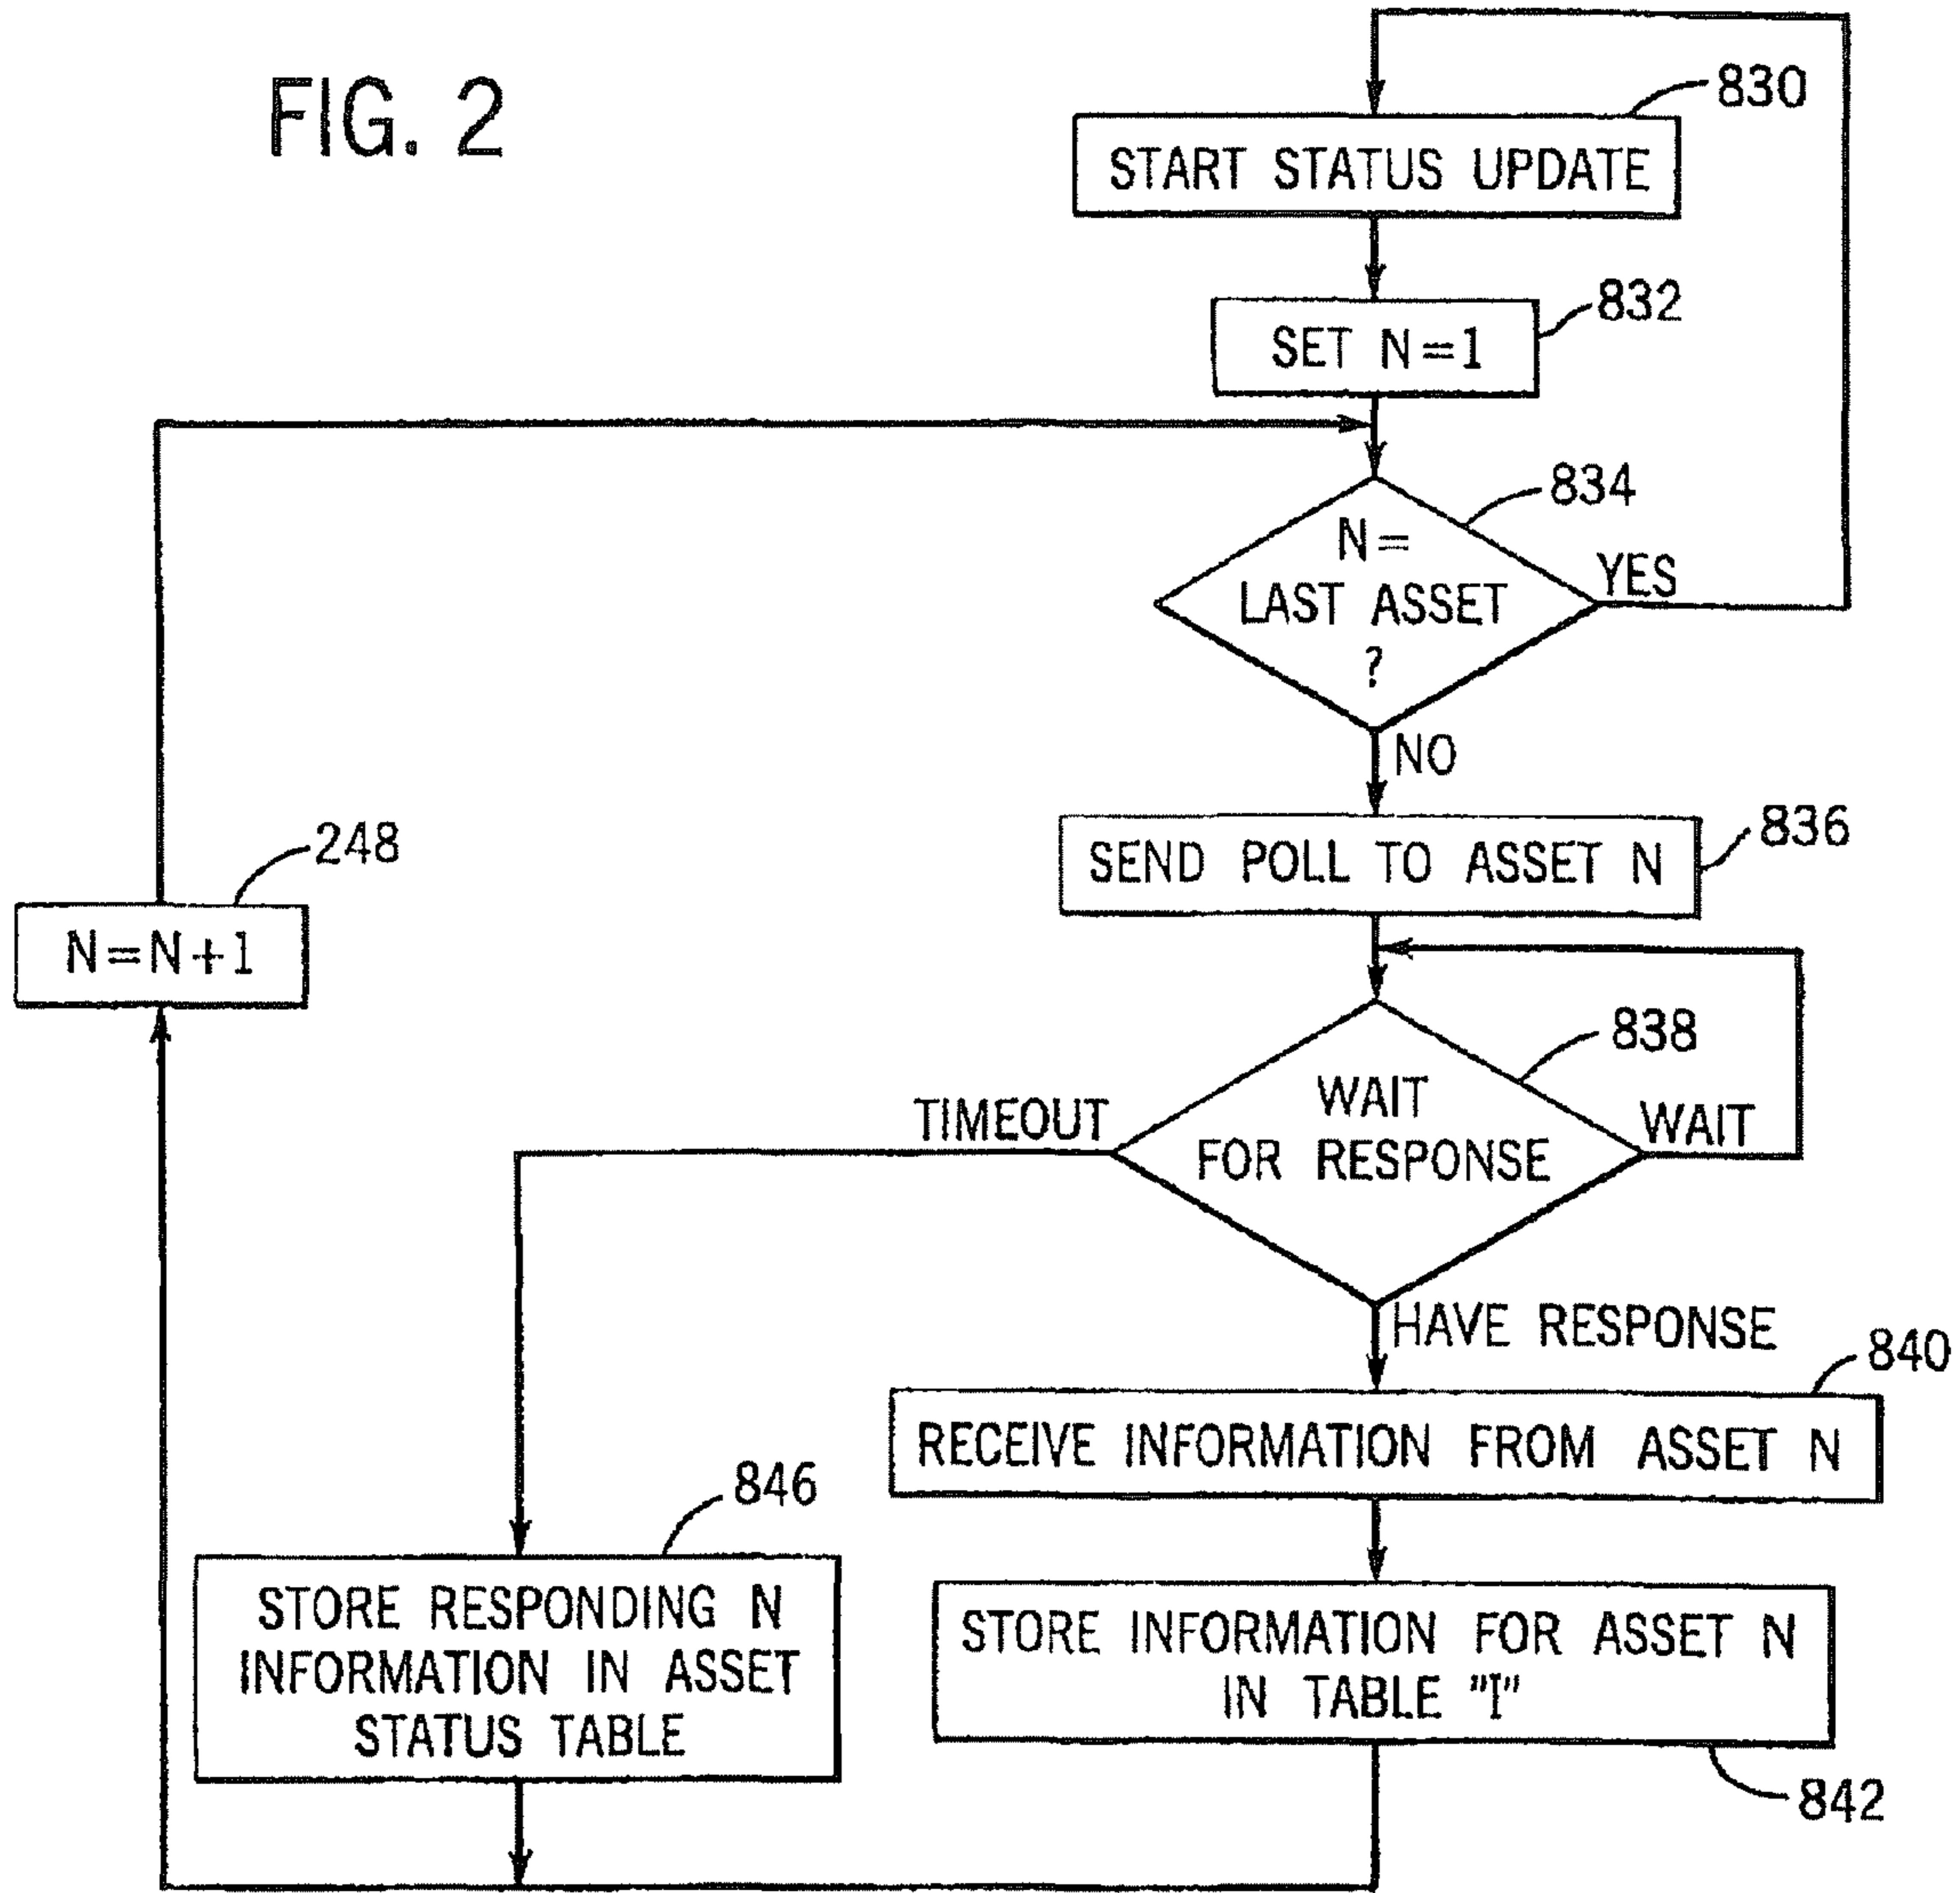 FIG. 2
830
START STATUS UPDATE
832
SET N=1
834
N=
LAST ASSET
?
YES
NO
836
SEND POLL TO ASSET N
248
N=N+1
838
WAIT
FOR RESPONSE
TIMEOUT
WAIT
HAVE RESPONSE
840
RECEIVE INFORMATION FROM ASSET N
846
STORE RESPONDING N
INFORMATION IN ASSET
STATUS TABLE
STORE INFORMATION FOR ASSET N
IN TABLE "I"
842